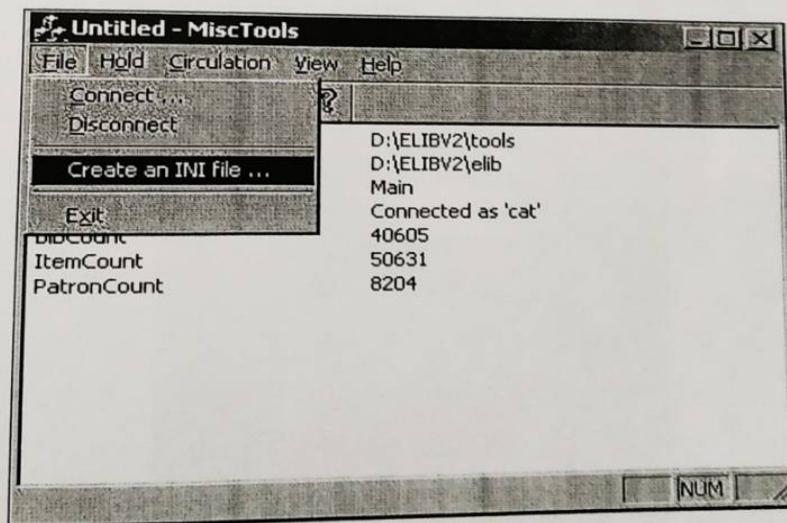 Untitled - MiscTools
File Hold Circulation View Help
Connect ...
Disconnect
Create an INI file ...
Exit
D:\ELIBV2\tools
D:\ELIBV2\elib
Main
Connected as 'cat'
BibCount 40605
ItemCount 50631
PatronCount 8204
NUM